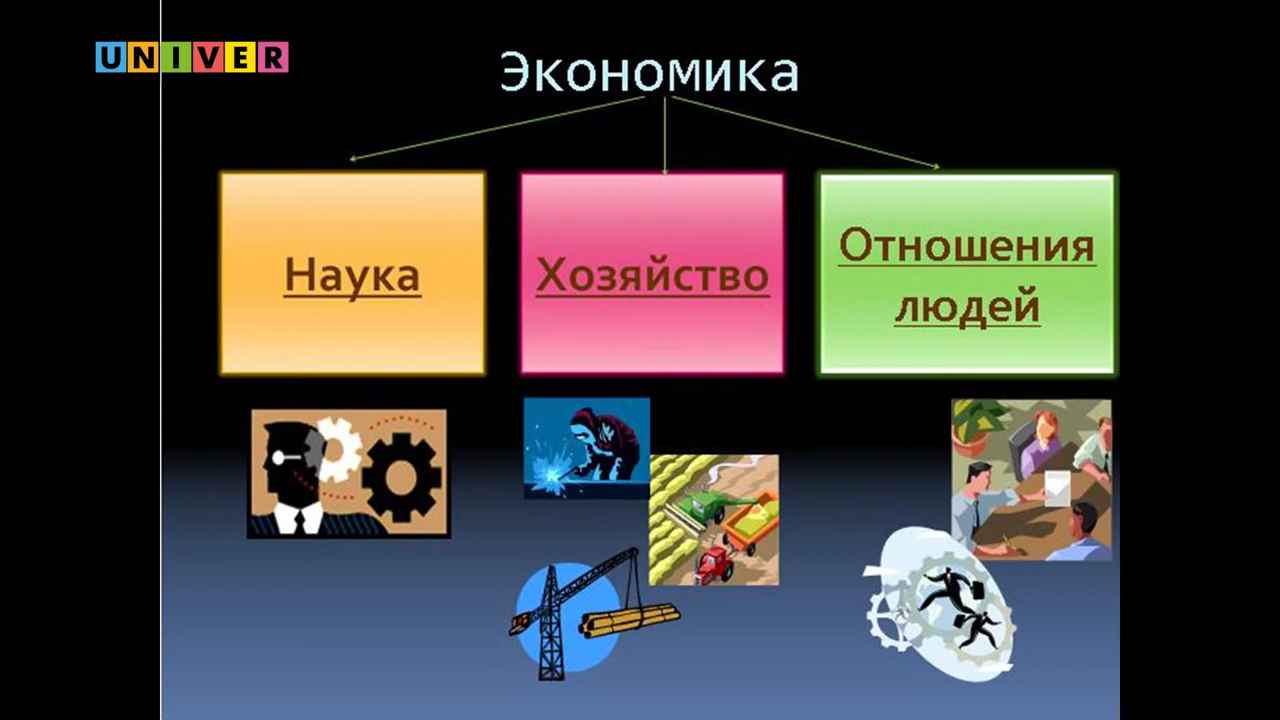 UNIVER
Экономика
Наука
Хозяйство
Отношения
людей